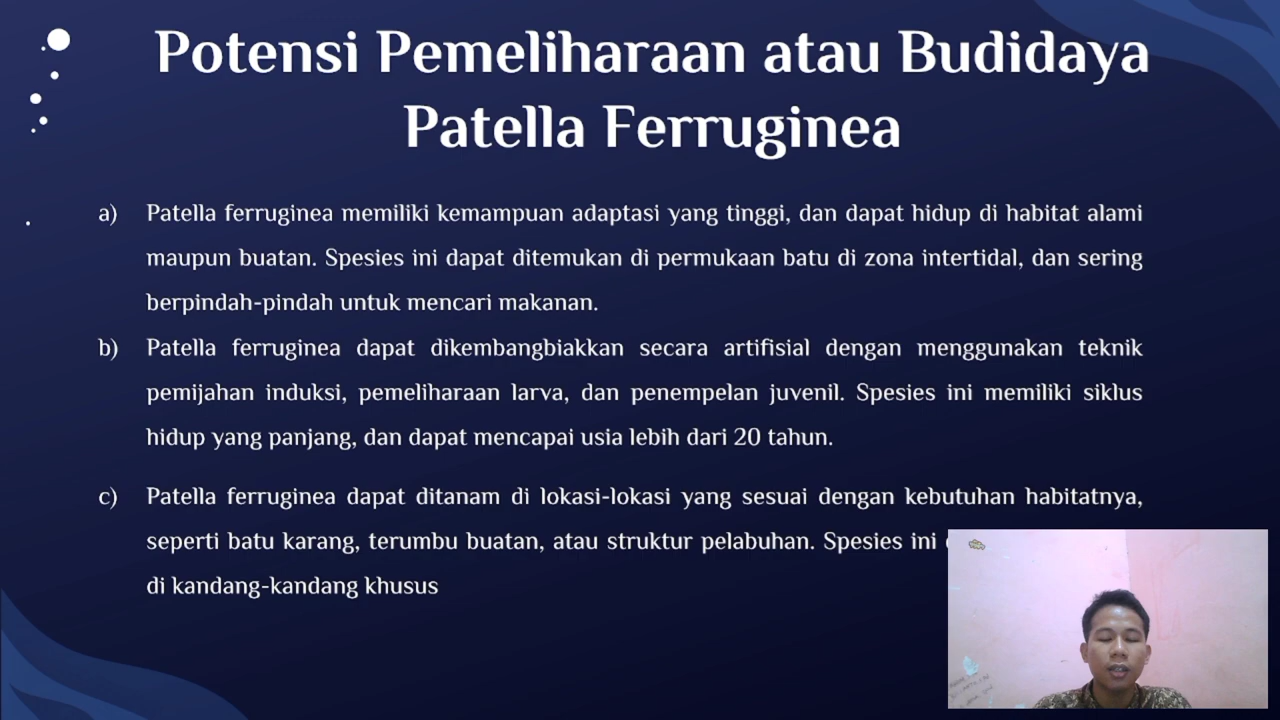 Potensi Pemeliharaan atau Budidaya
Patella Ferruginea
a) Patella ferruginea memiliki kemampuan adaptasi yang tinggi, dan dapat hidup di habitat alami
maupun buatan. Spesies ini dapat ditemukan di permukaan batu di zona intertidal, dan sering
berpindah-pindah untuk mencari makanan.
b) Patella ferruginea dapat dikembangbiakkan secara artifisial dengan menggunakan teknik
pemijahan induksi, pemeliharaan larva, dan penempelan juvenil. Spesies ini memiliki siklus
hidup yang panjang, dan dapat mencapai usia lebih dari 20 tahun.
c) Patella ferruginea dapat ditanam di lokasi-lokasi yang sesuai dengan kebutuhan habitatnya,
seperti batu karang, terumbu buatan, atau struktur pelabuhan. Spesies ini
di kandang-kandang khusus